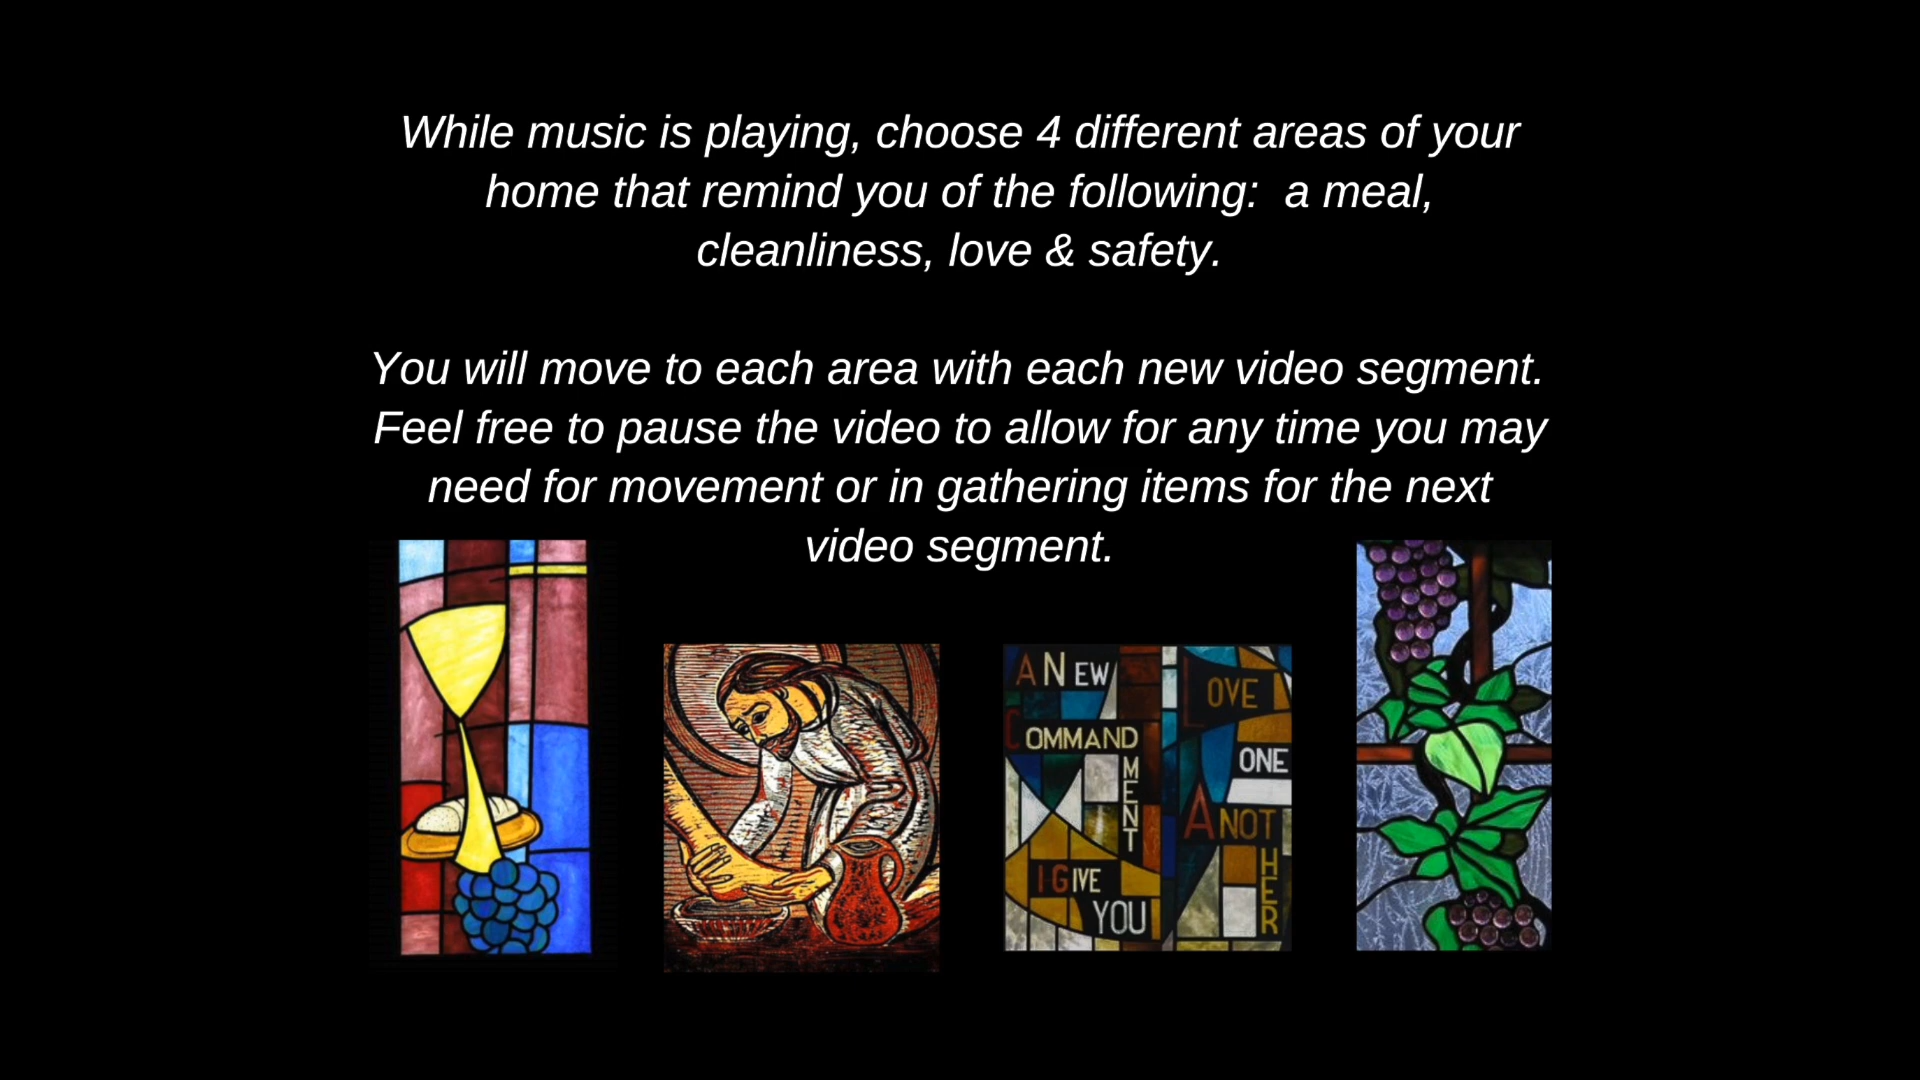 While music is playing, choose 4 different areas of your
home that remind you of the following:  a meal,
cleanliness, love & safety.
You will move to each area with each new video segment.
Feel free to pause the video to allow for any time you may
need for movement or in gathering items for the next
video segment.
A NEW
COMMAND
MENT
I GIVE
YOU
LOVE
ONE
ANOT
HER